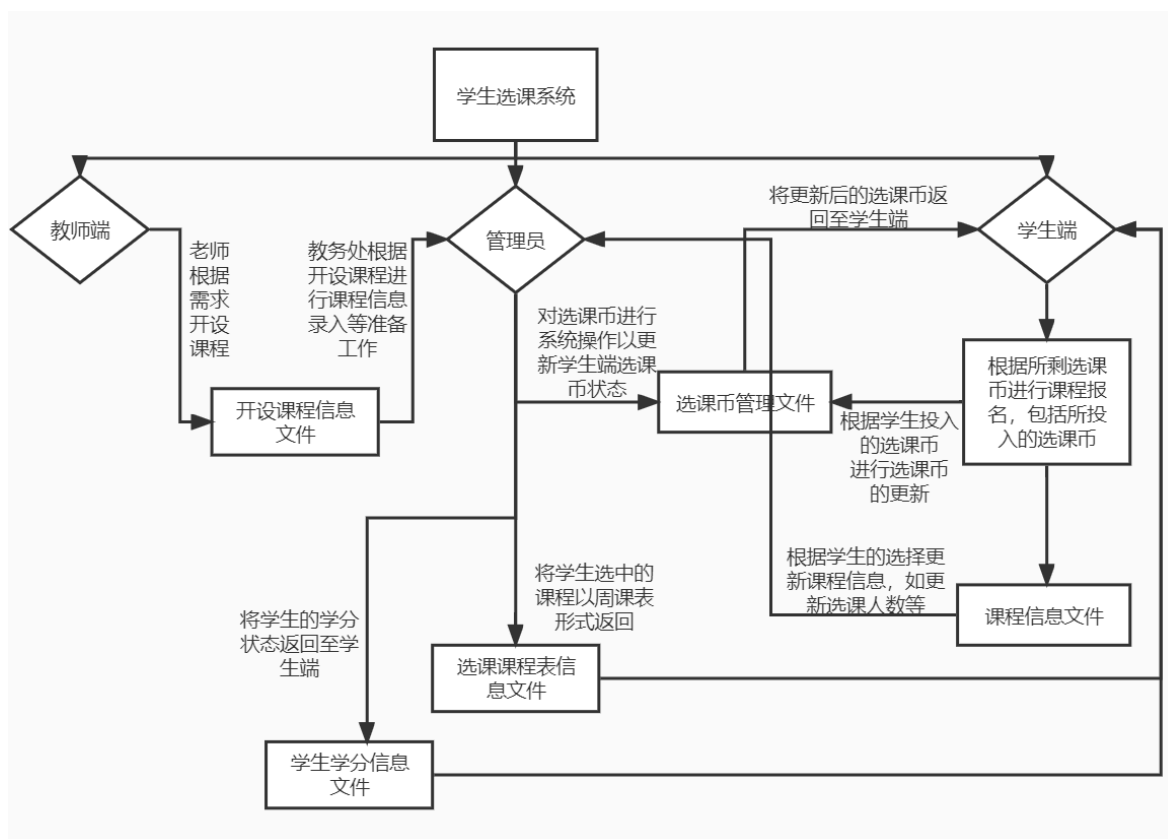 学生选课系统
将更新后的选课币返
回至学生端
教师端
管理员
学生端
老师
根据
需求
开设
课程
教务处根据
开设课程进
行课程信息
录入等准备
工作
对选课币进行
系统操作以更
新学生端选课
币状态
根据所剩选课
币进行课程报
名，包括所投
入的选课币
开设课程信息
文件
选课币管理文件
根据学生投入
的选课币
进行选课币
的更新
将学生选中的
课程以周课表
形式返回
根据学生的选择更
新课程信息，如更
新选课人数等
课程信息文件
将学生的学分
状态返回至学
生端
选课课程表信
息文件
学生学分信息
文件